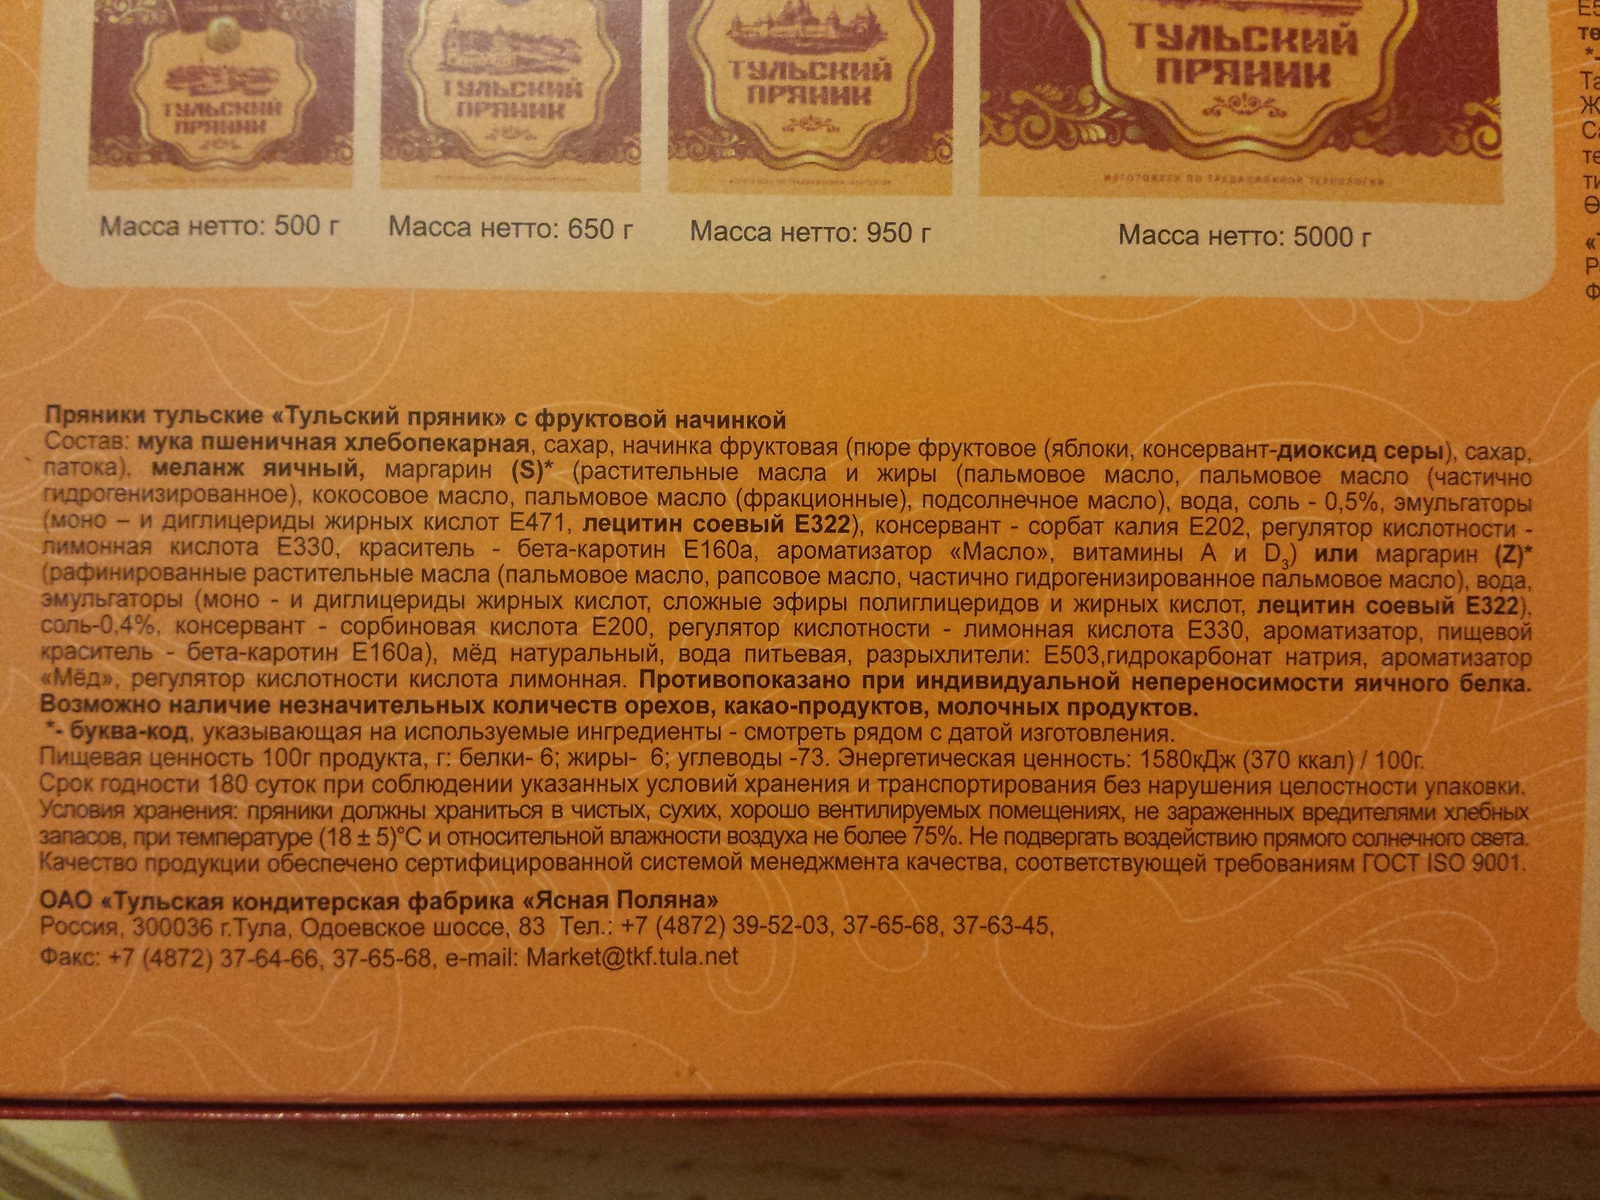 ТУЛЬСКИЙ
ПРЯНИК
ТУЛЬСКИЙ
ПРЯНИК
ТУЛЬСКИЙ
ПРЯНИК
ТУЛЬСКИЙ
ПРЯНИК
ИЗГОТОВЛЕН ПО ТРАДИЦИОННОЙ ТЕХНОЛОГИИ
Масса нетто: 500 г
Масса нетто: 650 г
Масса нетто: 950 г
Масса нетто: 5000 г
Пряники тульские «Тульский пряник» с фруктовой начинкой
Состав: мука пшеничная хлебопекарная, сахар, начинка фруктовая (пюре фруктовое (яблоки, консервант-диоксид серы), сахар,
патока), меланж яичный, маргарин (S)* (растительные масла и жиры (пальмовое масло, пальмовое масло (частично
гидрогенизированное), кокосовое масло, пальмовое масло (фракционные), подсолнечное масло), вода, соль - 0,5%, эмульгаторы
(моно – и диглицериды жирных кислот Е471, лецитин соевый Е322), консервант - сорбат калия Е202, регулятор кислотности -
лимонная кислота Е330, краситель - бета-каротин Е160а, ароматизатор «Масло», витамины А и D3) или маргарин (Z)*
(рафинированные растительные масла (пальмовое масло, рапсовое масло, частично гидрогенизированное пальмовое масло), вода,
эмульгаторы (моно - и диглицериды жирных кислот, сложные эфиры полиглицеридов и жирных кислот, лецитин соевый Е322),
соль-0,4%, консервант - сорбиновая кислота Е200, регулятор кислотности - лимонная кислота Е330, ароматизатор, пищевой
краситель - бета-каротин Е160а), мёд натуральный, вода питьевая, разрыхлители: Е503,гидрокарбонат натрия, ароматизатор
«Мёд», регулятор кислотности кислота лимонная. Противопоказано при индивидуальной непереносимости яичного белка.
Возможно наличие незначительных количеств орехов, какао-продуктов, молочных продуктов.
*- буква-код, указывающая на используемые ингредиенты - смотреть рядом с датой изготовления.
Пищевая ценность 100г продукта, г: белки- 6; жиры- 6; углеводы -73. Энергетическая ценность: 1580кДж (370 ккал) / 100г.
Срок годности 180 суток при соблюдении указанных условий хранения и транспортирования без нарушения целостности упаковки.
Условия хранения: пряники должны храниться в чистых, сухих, хорошо вентилируемых помещениях, не зараженных вредителями хлебных
запасов, при температуре (18 ± 5)°С и относительной влажности воздуха не более 75%. Не подвергать воздействию прямого солнечного света.
Качество продукции обеспечено сертифицированной системой менеджмента качества, соответствующей требованиям ГОСТ ISO 9001.
ОАО «Тульская кондитерская фабрика «Ясная Поляна»
Россия, 300036 г.Тула, Одоевское шоссе, 83 Тел.: +7 (4872) 39-52-03, 37-65-68, 37-63-45,
Факс: +7 (4872) 37-64-66, 37-65-68, e-mail: Market@tkf.tula.net